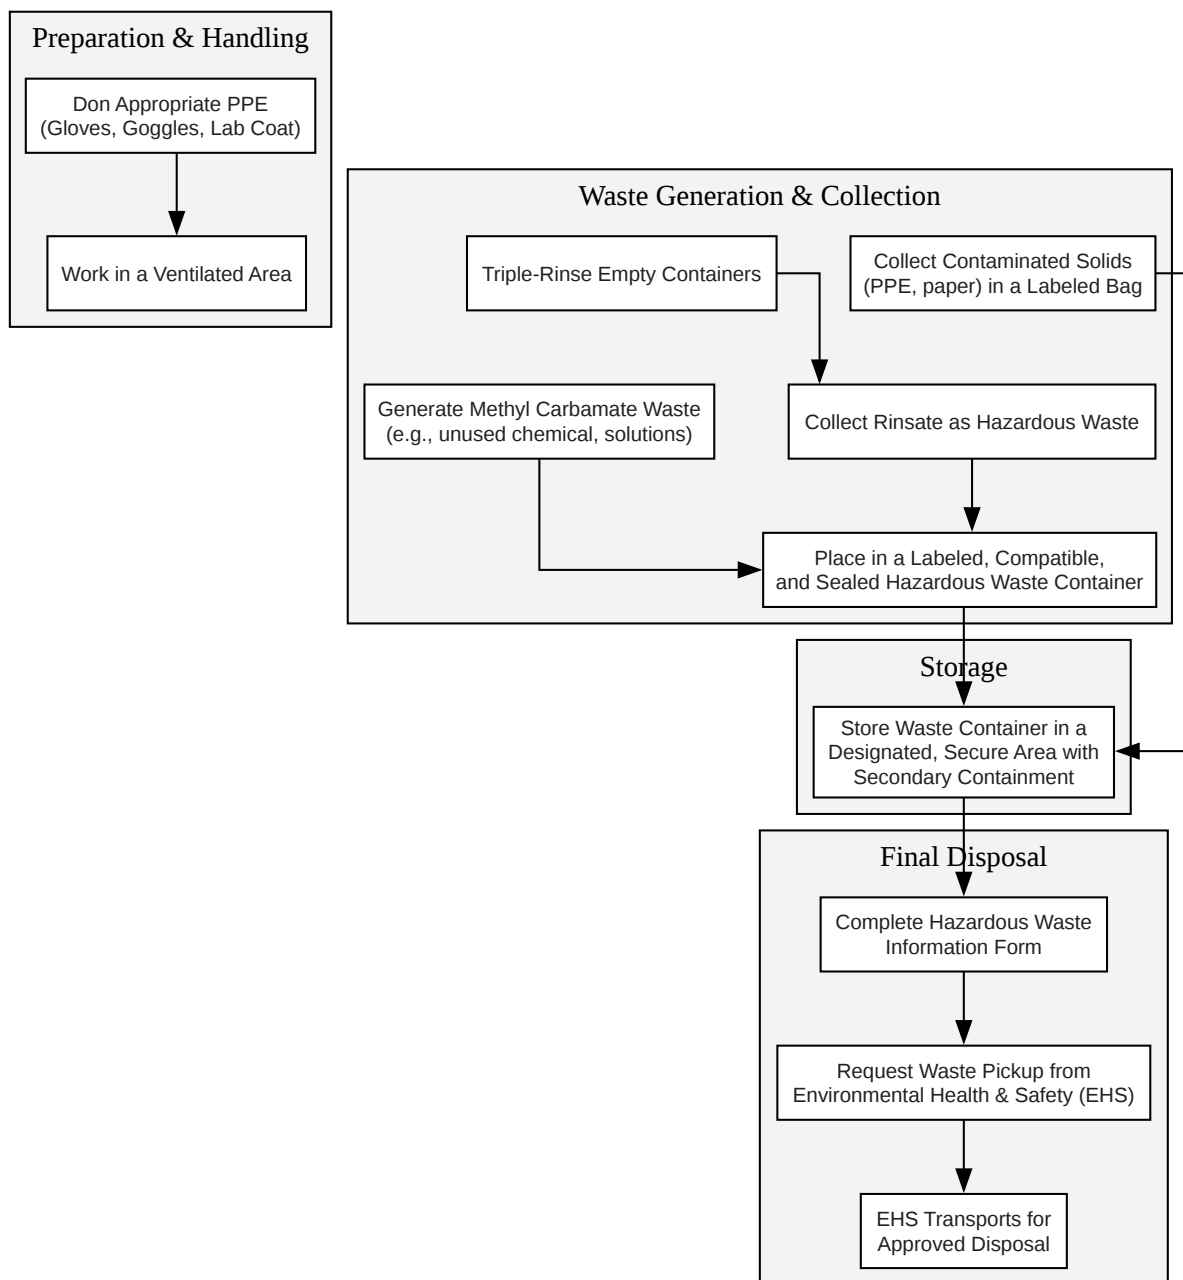 Preparation & Handling
Don Appropriate PPE
(Gloves, Goggles, Lab Coat)
Work in a Ventilated Area
Waste Generation & Collection
Triple-Rinse Empty Containers
Collect Contaminated Solids
(PPE, paper) in a Labeled Bag
Generate Methyl Carbamate Waste
(e.g., unused chemical, solutions)
Collect Rinsate as Hazardous Waste
Place in a Labeled, Compatible,
and Sealed Hazardous Waste Container
Storage
Store Waste Container in a
Designated, Secure Area with
Secondary Containment
Final Disposal
Complete Hazardous Waste
Information Form
Request Waste Pickup from
Environmental Health & Safety (EHS)
EHS Transports for
Approved Disposal